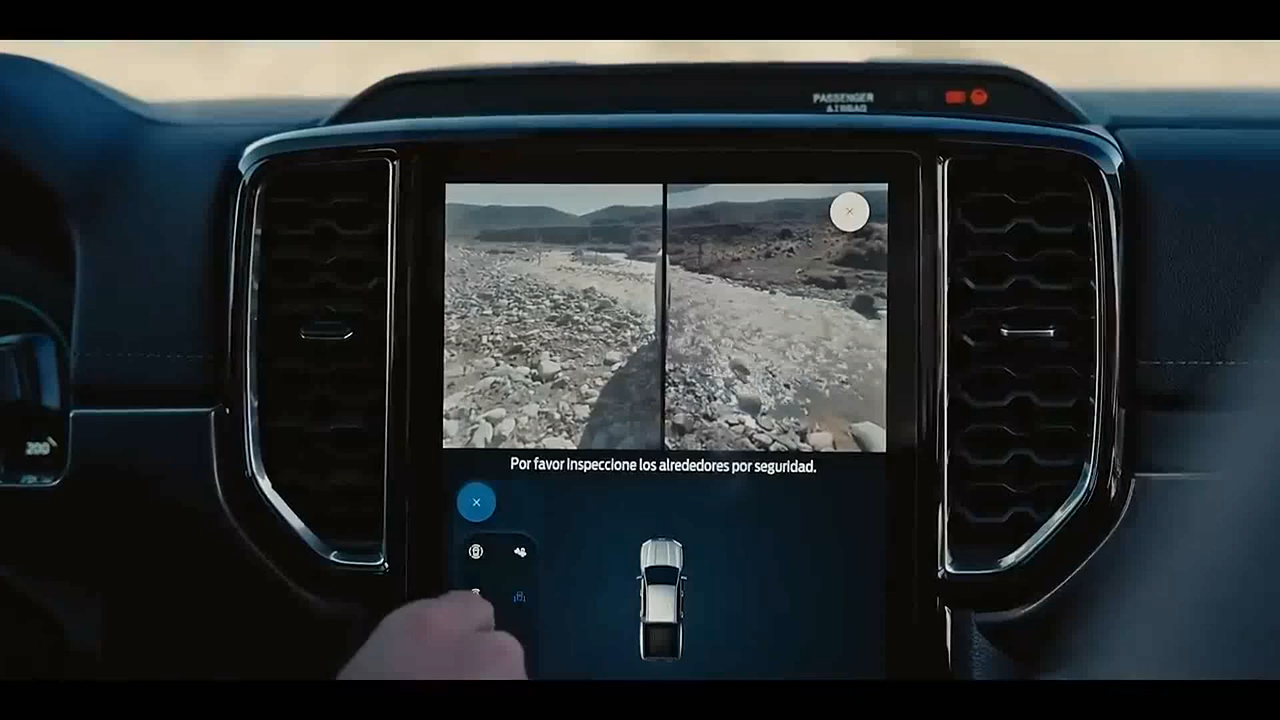 PASSENGER
AIRBAG
Por favor Inspeccione los alrededores por seguridad.
200